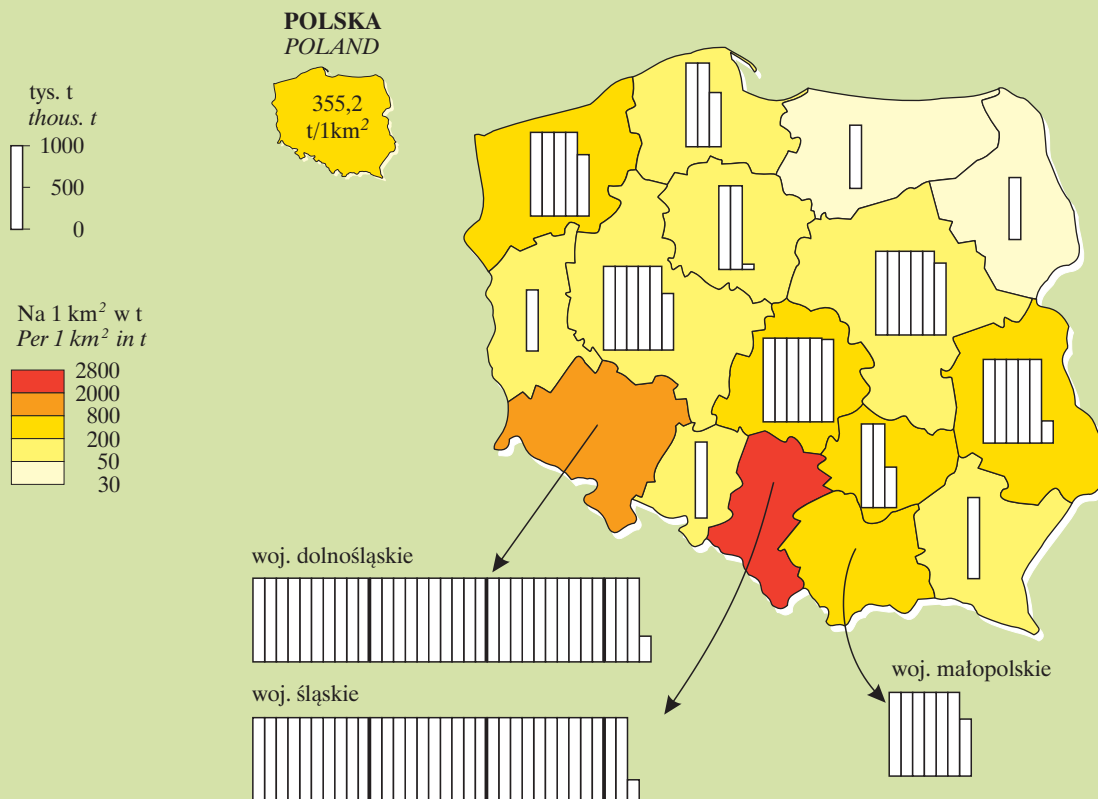 POLSKA
POLAND
355,2
t/1km²
tys. t
thous. t
1000
500
0
Na 1 km² w t
Per 1 km² in t
2800
2000
800
200
50
30
woj. dolnośląskie
woj. śląskie
woj. małopolskie